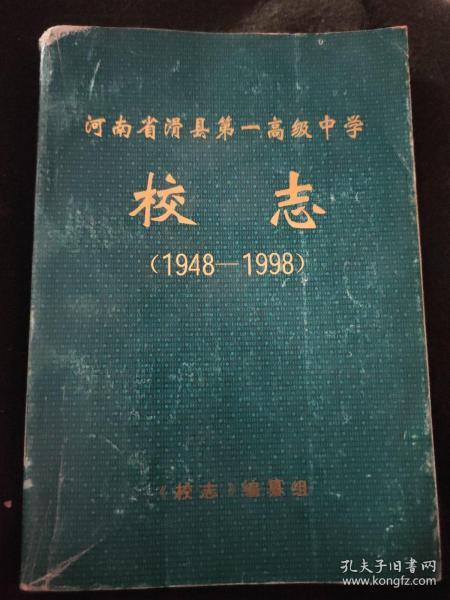 河南省滑县第一高级中学
校 志
(1948—1998)
《校志》编纂组
孔夫子旧书网
www.kongfz.com